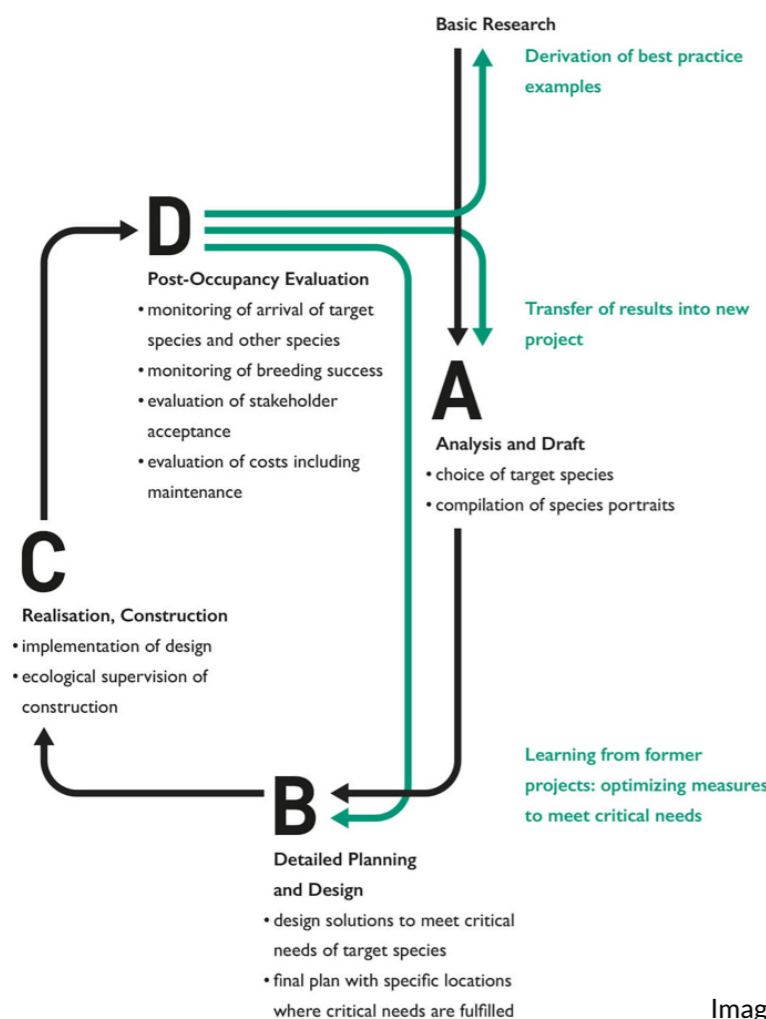 Basic Research
Derivation of best practice
examples
D
Post-Occupancy Evaluation
• monitoring of arrival of target
species and other species
• monitoring of breeding success
• evaluation of stakeholder
acceptance
• evaluation of costs including
maintenance
Transfer of results into new
project
A
Analysis and Draft
• choice of target species
• compilation of species portraits
C
Realisation, Construction
• implementation of design
• ecological supervision of
construction
Learning from former
projects: optimizing measures
to meet critical needs
B
Detailed Planning
and Design
• design solutions to meet critical
needs of target species
• final plan with specific locations
where critical needs are fulfilled
Imag